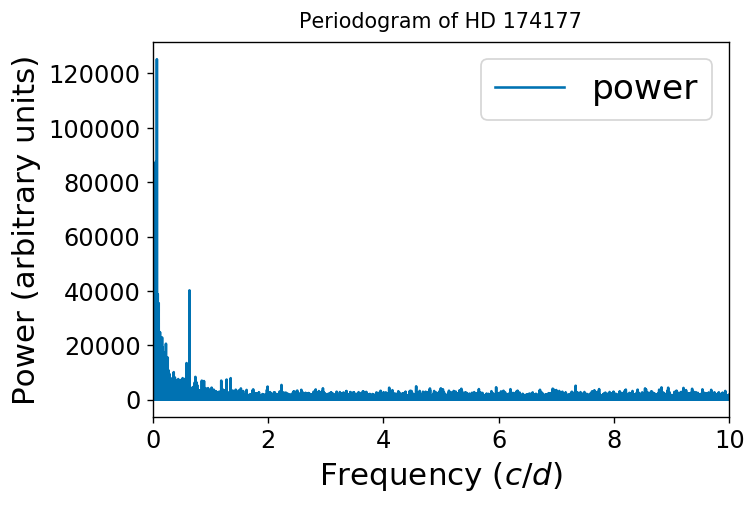 Periodogram of HD 174177
power
Power (arbitrary units)
120000
100000
80000
60000
40000
20000
0
0 2 4 6 8 10
Frequency (c/d)